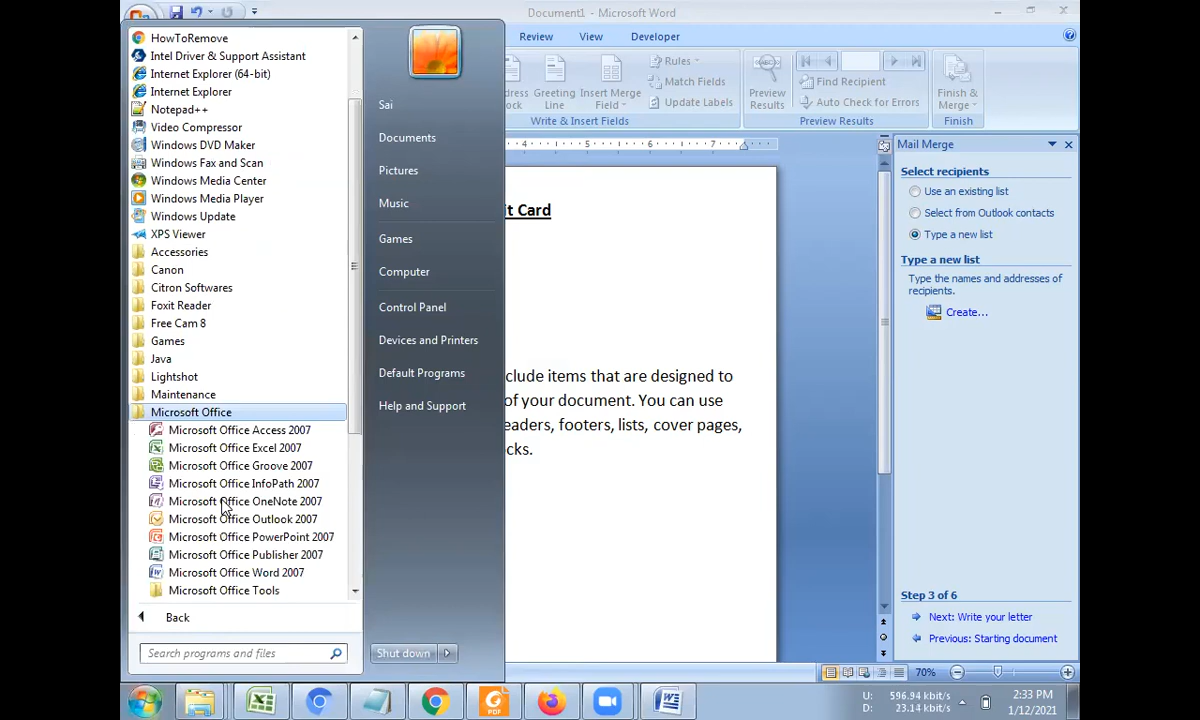 Document1 - Microsoft Word
Review View Developer
Rules
Match Fields
Update Labels
Greeting Line
Insert Merge Field
Write & Insert Fields
Preview Results
Find Recipient
Auto Check for Errors
Preview Results
Finish & Merge
Finish
4 5 6 7
HowToRemove
Intel Driver & Support Assistant
Internet Explorer (64-bit)
Internet Explorer
Notepad++
Video Compressor
Windows DVD Maker
Windows Fax and Scan
Windows Media Center
Windows Media Player
Windows Update
XPS Viewer
Accessories
Canon
Citron Softwares
Foxit Reader
Free Cam 8
Games
Java
Lightshot
Maintenance
Microsoft Office
Microsoft Office Access 2007
Microsoft Office Excel 2007
Microsoft Office Groove 2007
Microsoft Office InfoPath 2007
Microsoft Office OneNote 2007
Microsoft Office Outlook 2007
Microsoft Office PowerPoint 2007
Microsoft Office Publisher 2007
Microsoft Office Word 2007
Microsoft Office Tools
Back
Search programs and files
Sai
Documents
Pictures
Music
Games
Computer
Control Panel
Devices and Printers
Default Programs
Help and Support
Shut down
it Card
clude items that are designed to
of your document. You can use
eaders, footers, lists, cover pages,
cks.
Mail Merge
Select recipients
Use an existing list
Select from Outlook contacts
Type a new list
Type a new list
Type the names and addresses of
recipients.
Create...
Step 3 of 6
Next: Write your letter
Previous: Starting document
70%
PDF
U: 596.94 kbit/s
D: 23.14 kbit/s
2:33 PM
1/12/2021